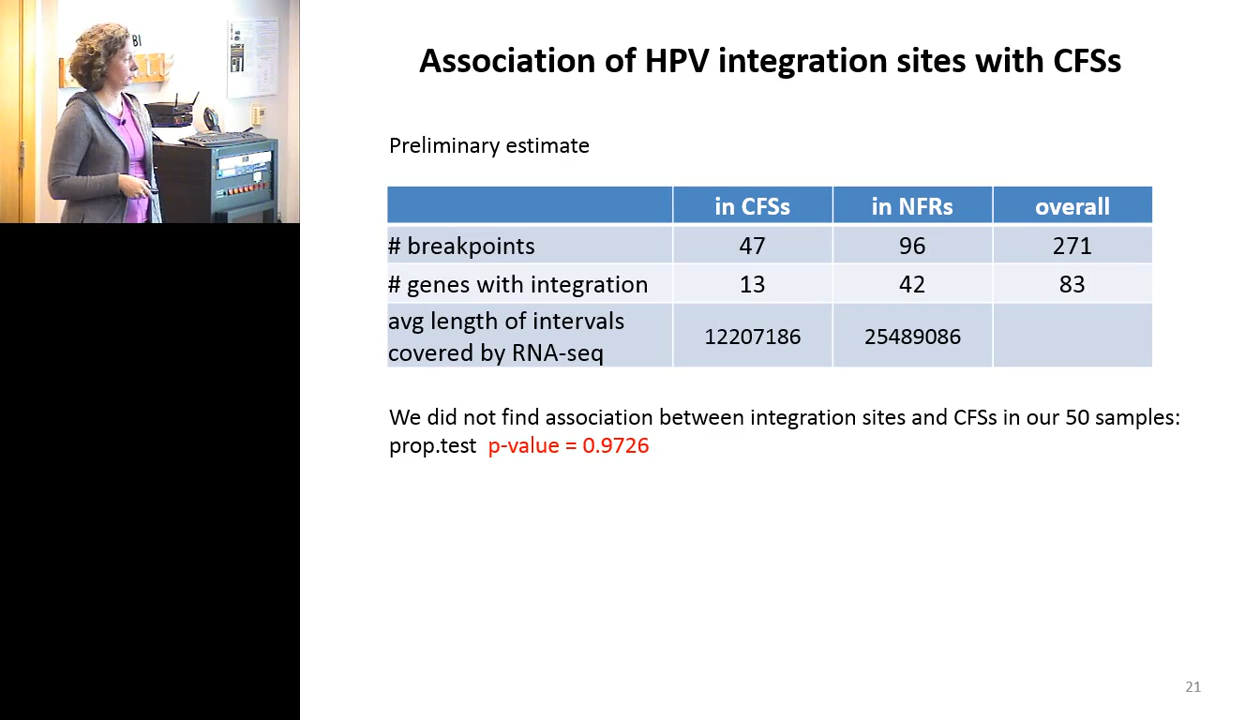 BI
Association of HPV integration sites with CFSs
Preliminary estimate
in CFSs in NFRs overall
# breakpoints 47 96 271
# genes with integration 13 42 83
avg length of intervals
covered by RNA-seq 12207186 25489086
We did not find association between integration sites and CFSs in our 50 samples:
prop.test p-value = 0.9726
21